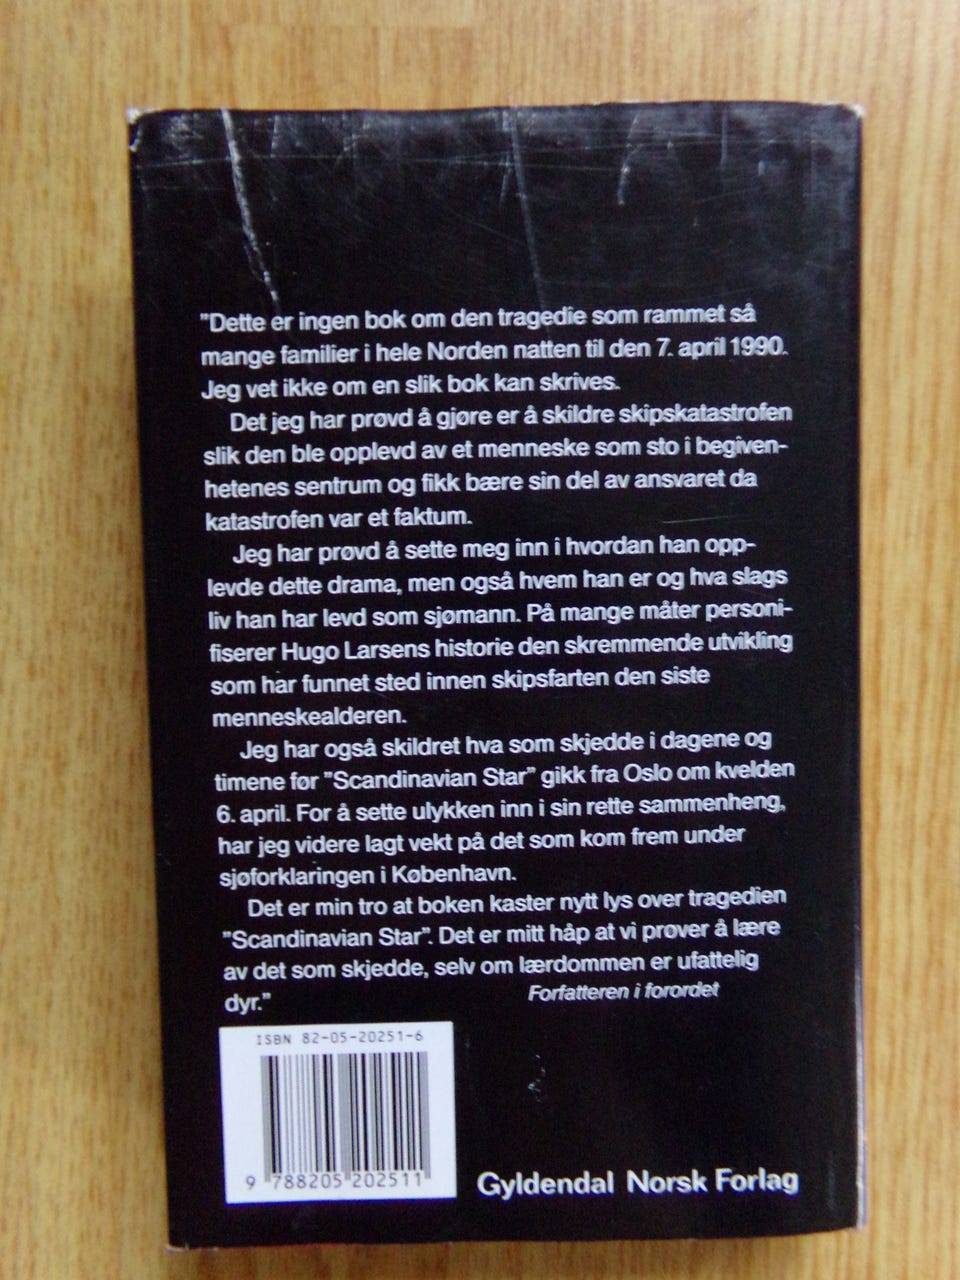 ”Dette er ingen bok om den tragedie som rammet så
mange familier i hele Norden natten til den 7. april 1990.
Jeg vet ikke om en slik bok kan skrives.
Det jeg har prøvd å gjøre er å skildre skipskatastrofen
slik den ble opplevd av et menneske som sto i begiven-
hetenes sentrum og fikk bære sin del av ansvaret da
katastrofen var et faktum.
Jeg har prøvd å sette meg inn i hvordan han opp-
levde dette drama, men også hvem han er og hva slags
liv han har levd som sjømann. På mange måter personi-
fiserer Hugo Larsens historie den skremmende utvikling
som har funnet sted innen skipsfarten den siste
menneskealderen.
Jeg har også skildret hva som skjedde i dagene og
timene før ”Scandinavian Star” gikk fra Oslo om kvelden
6. april. For å sette ulykken inn i sin rette sammenheng,
har jeg videre lagt vekt på det som kom frem under
sjøforklaringen i København.
Det er min tro at boken kaster nytt lys over tragedien
”Scandinavian Star”. Det er mitt håp at vi prøver å lære
av det som skjedde, selv om lærdommen er ufattelig
dyr.”
Forfatteren i forordet
ISBN 82-05-20251-6
9 788205 202511
Gyldendal Norsk Forlag